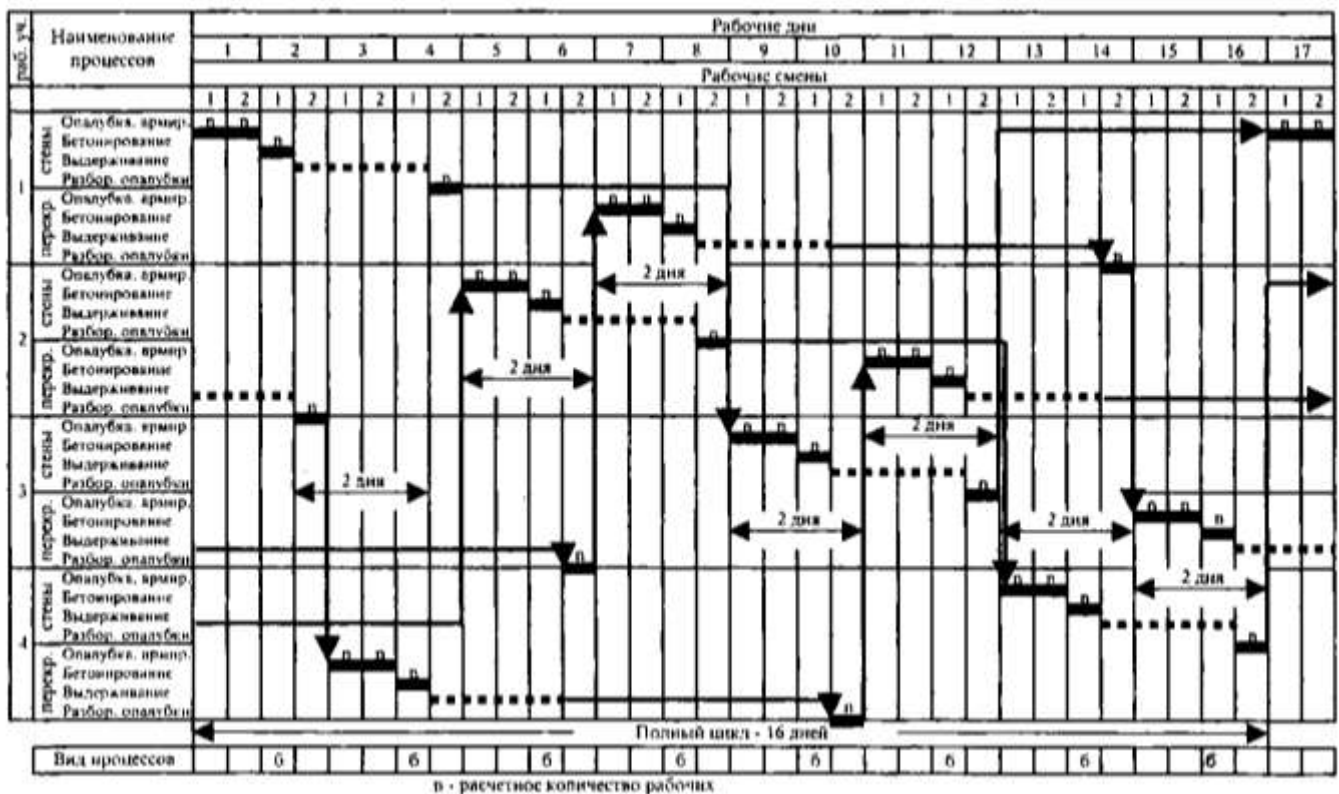 раб. уч.
Наименование процессов
Рабочие дни
1 2 3 4 5 6 7 8 9 10 11 12 13 14 15 16 17
Рабочие смены
1 2 1 2 1 2 1 2 1 2 1 2 1 2 1 2 1 2 1 2 1 2 1 2 1 2 1 2 1 2 1 2 1 2
1
стены
Опалубка. армир.
n n n n
Бетонирование
n
Выдерживание
Разбор. опалубки
n
перекр.
Опалубка. армир.
n n
Бетонирование
n
Выдерживание
Разбор. опалубки
n
2 дня
2
стены
Опалубка. армир.
n n
Бетонирование
n
Выдерживание
Разбор. опалубки
n
перекр.
Опалубка. армир.
n n
Бетонирование
n
2 дня
Выдерживание
Разбор. опалубки
n
2 дня
3
стены
Опалубка. армир.
n n
Бетонирование
n
Выдерживание
Разбор. опалубки
n
2 дня
перекр.
Опалубка. армир.
n n
2 дня 2 дня
Бетонирование
n
Выдерживание
Разбор. опалубки
n
4
стены
Опалубка. армир.
n n
2 дня
Бетонирование
n
Выдерживание
Разбор. опалубки
n
перекр.
Опалубка. армир.
n n
Бетонирование
n
Выдерживание
Разбор. опалубки
n
Полный цикл - 16 дней
Вид процессов б б б б б б б б
n - расчетное количество рабочих